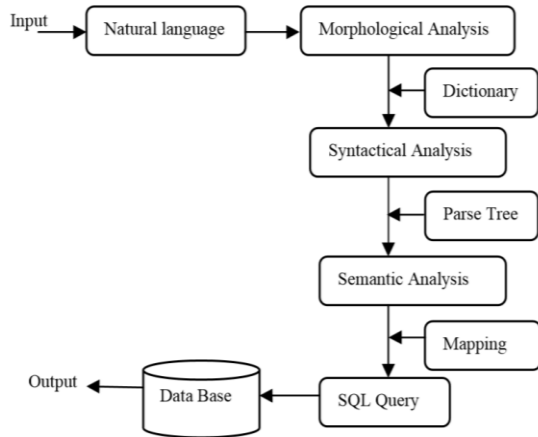 Input
Natural language
Morphological Analysis
Dictionary
Syntactical Analysis
Parse Tree
Semantic Analysis
Mapping
SQL Query
Data Base
Output